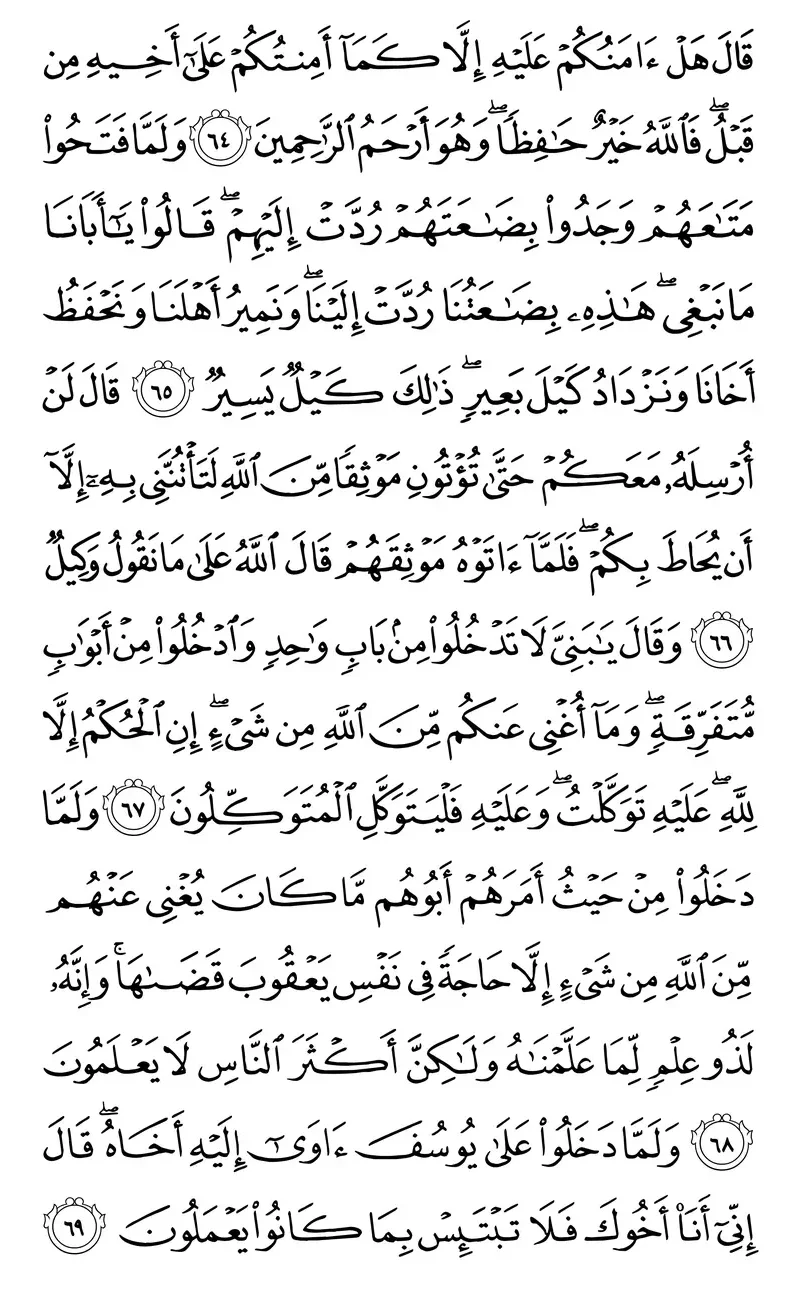 قَالَ هَلْ ءَامَنُكُمْ عَلَيْهِ إِلَّا كَمَآ أَمِنتُكُمْ عَلَىٰٓ أَخِيهِ مِن
قَبْلُ ۖ فَٱللَّهُ خَيْرٌ حَٰفِظًا ۖ وَهُوَ أَرْحَمُ ٱلرَّٰحِمِينَ ٦٤ وَلَمَّا فَتَحُوا۟
مَتَٰعَهُمْ وَجَدُوا۟ بِضَٰعَتَهُمْ رُدَّتْ إِلَيْهِمْ ۖ قَالُوا۟ يَٰٓأَبَانَا
مَا نَبْغِى ۖ هَٰذِهِۦ بِضَٰعَتُنَا رُدَّتْ إِلَيْنَا ۖ وَنَمِيرُ أَهْلَنَا وَنَحْفَظُ
أَخَانَا وَنَزْدَادُ كَيْلَ بَعِيرٍ ۖ ذَٰلِكَ كَيْلٌ يَسِيرٌ ٦٥ قَالَ لَنْ
أُرْسِلَهُۥ مَعَكُمْ حَتَّىٰ تُؤْتُونِ مَوْثِقًا مِّنَ ٱللَّهِ لَتَأْتُنَّنِى بِهِۦٓ إِلَّآ
أَن يُحَاطَ بِكُمْ ۖ فَلَمَّآ ءَاتَوْهُ مَوْثِقَهُمْ قَالَ ٱللَّهُ عَلَىٰ مَا نَقُولُ وَكِيلٌ
٦٦ وَقَالَ يَٰبَنِىَّ لَا تَدْخُلُوا۟ مِنۢ بَابٍ وَٰحِدٍ وَٱدْخُلُوا۟ مِنْ أَبْوَٰبٍ
مُّتَفَرِّقَةٍ ۖ وَمَآ أُغْنِى عَنكُم مِّنَ ٱللَّهِ مِن شَىْءٍ ۖ إِنِ ٱلْحُكْمُ إِلَّا
لِلَّهِ ۖ عَلَيْهِ تَوَكَّلْتُ ۖ وَعَلَيْهِ فَلْيَتَوَكَّلِ ٱلْمُتَوَكِّلُونَ ٦٧ وَلَمَّا
دَخَلُوا۟ مِنْ حَيْثُ أَمَرَهُمْ أَبُوهُم مَّا كَانَ يُغْنِى عَنْهُم
مِّنَ ٱللَّهِ مِن شَىْءٍ إِلَّا حَاجَةً فِى نَفْسِ يَعْقُوبَ قَضَىٰهَا ۚ وَإِنَّهُۥ
لَذُو عِلْمٍ لِّمَا عَلَّمْنَٰهُ وَلَٰكِنَّ أَكْثَرَ ٱلنَّاسِ لَا يَعْلَمُونَ
٦٨ وَلَمَّا دَخَلُوا۟ عَلَىٰ يُوسُفَ ءَاوَىٰٓ إِلَيْهِ أَخَاهُ ۖ قَالَ
إِنِّىٓ أَنَا۠ أَخُوكَ فَلَا تَبْتَئِسْ بِمَا كَانُوا۟ يَعْمَلُونَ ٦٩